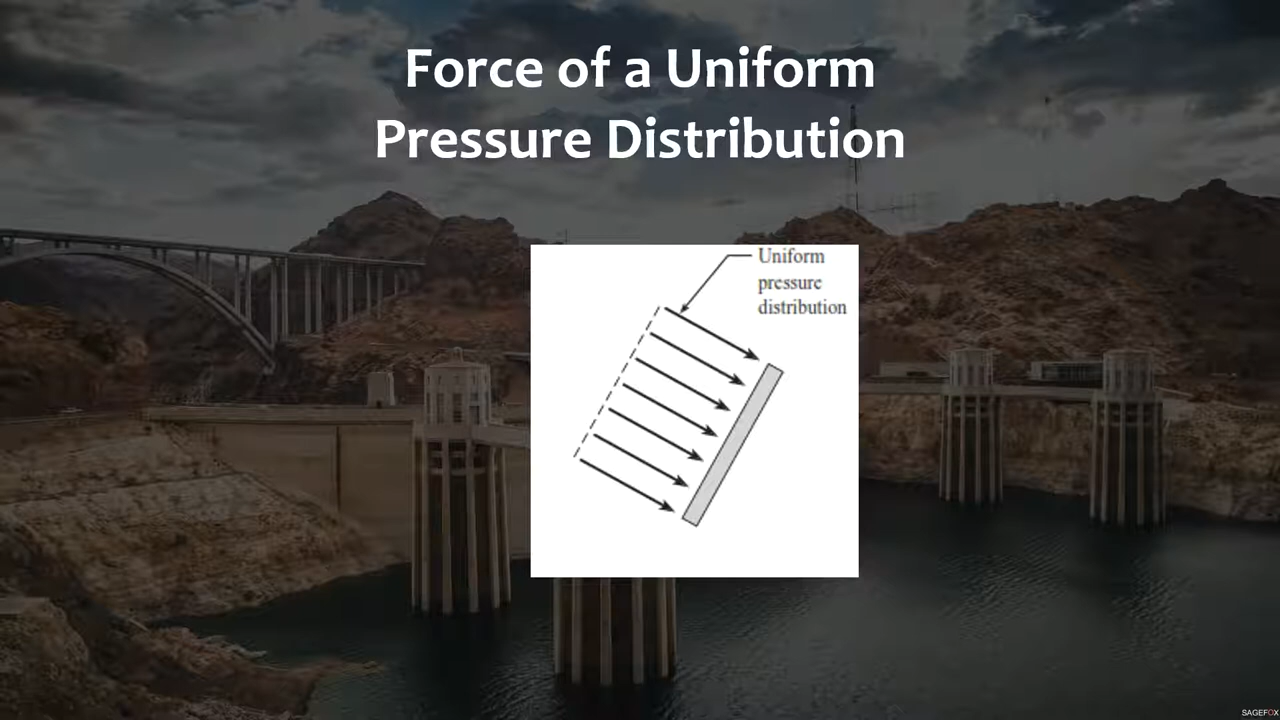 Force of a Uniform
Pressure Distribution
Uniform
pressure
distribution
SAGEFOX